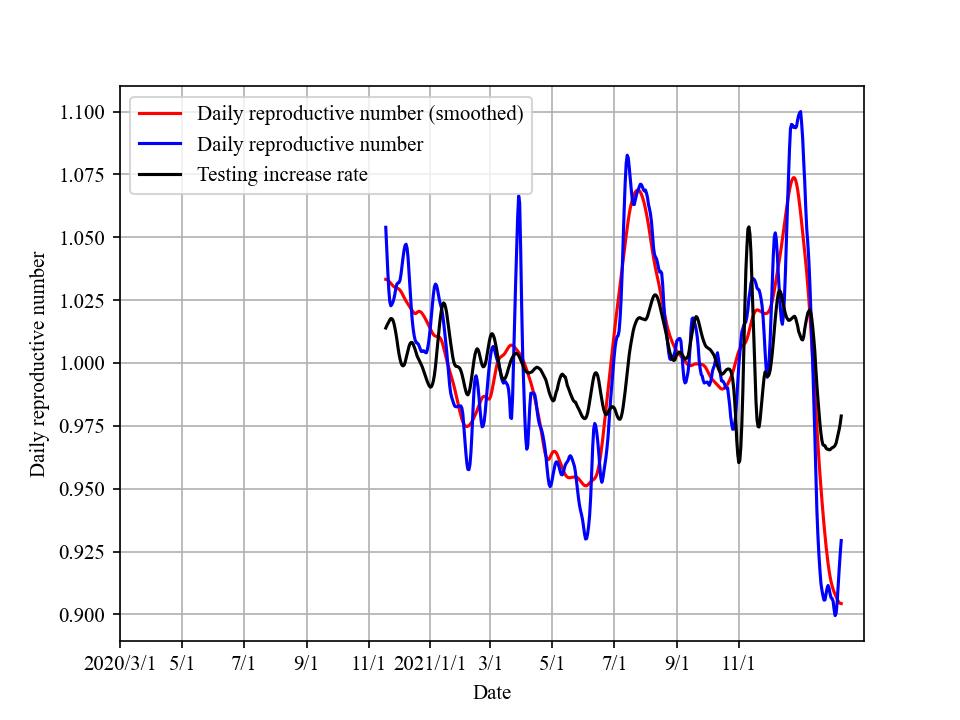 Daily reproductive number (smoothed)
Daily reproductive number
Testing increase rate
1.100
1.075
1.050
1.025
1.000
0.975
0.950
0.925
0.900
Daily reproductive number
2020/3/1 5/1 7/1 9/1 11/1 2021/1/1 3/1 5/1 7/1 9/1 11/1
Date